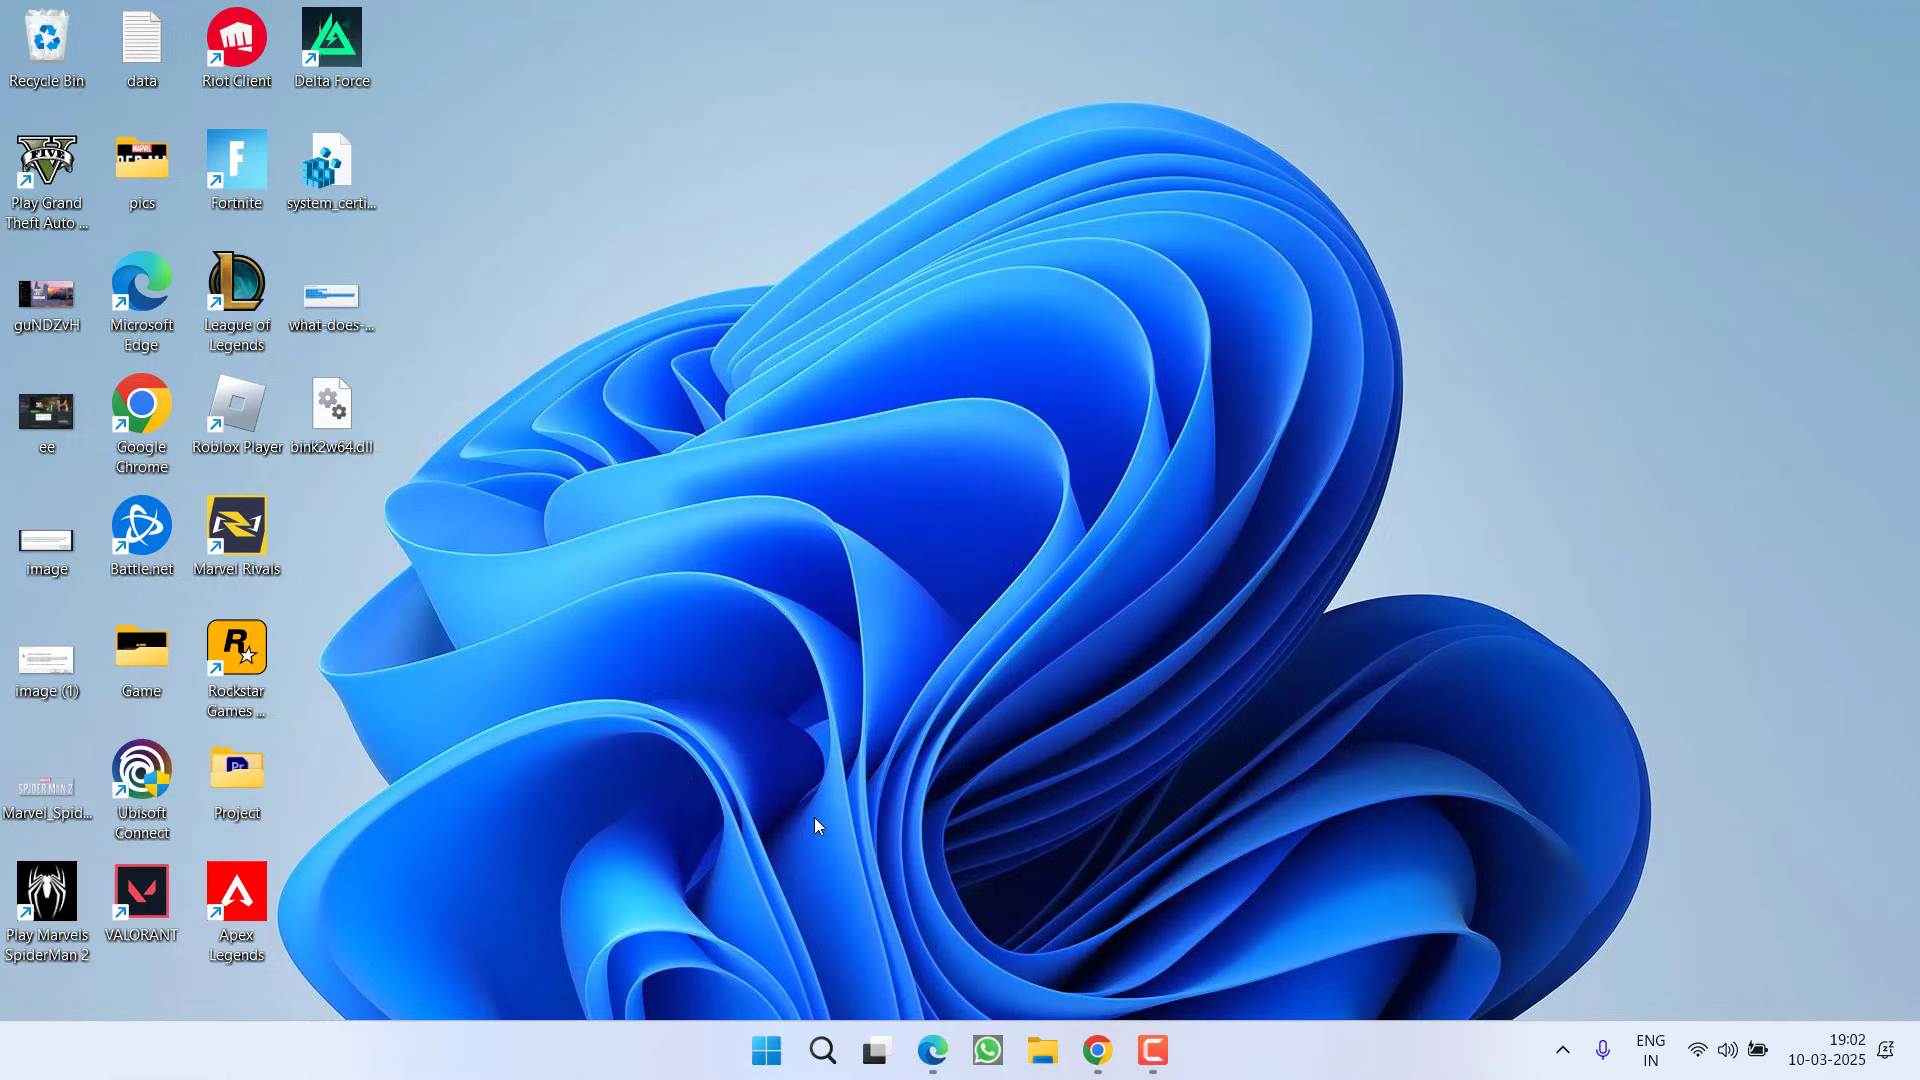 Recycle Bin
data
Riot Client
Delta Force
Play Grand
Theft Auto ...
pics
Fortnite
system_certi...
guNDZvH
Microsoft
Edge
League of
Legends
what-does-...
ee
Google
Chrome
Roblox Player
bink2w64.dll
image
Battle.net
Marvel Rivals
image (1)
Game
Rockstar
Games ...
Marvel_Spid...
Ubisoft
Connect
Project
Play Marvels
SpiderMan 2
VALORANT
Apex
Legends
ENG
IN
19:02
10-03-2025